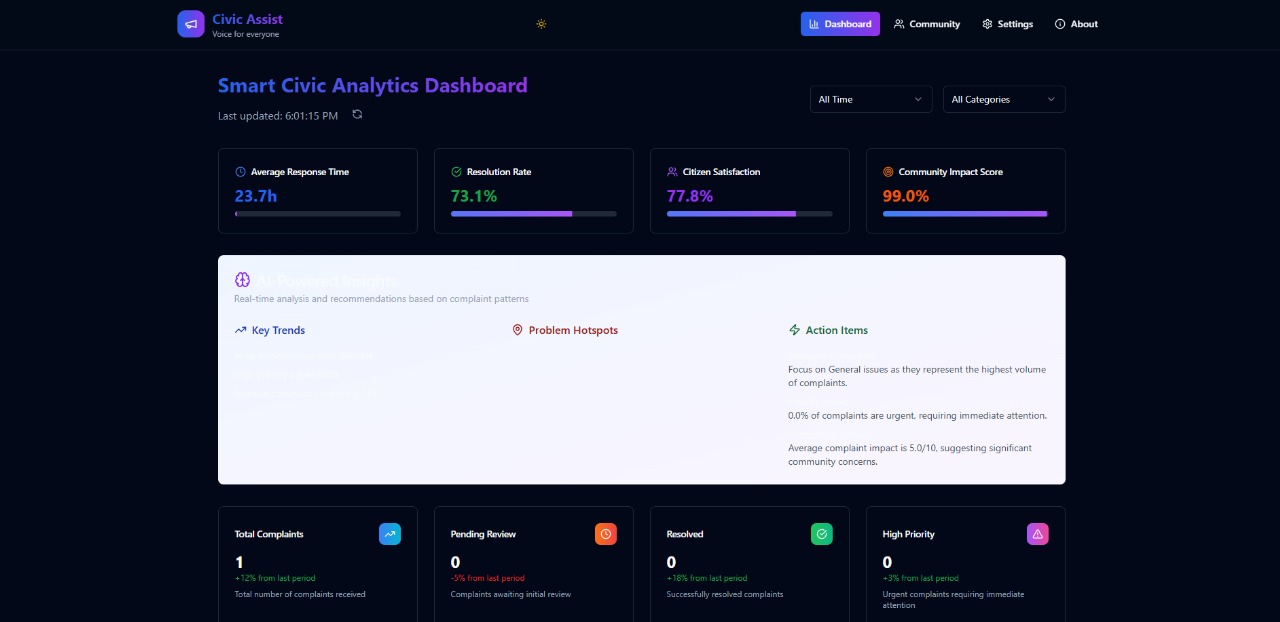 Civic Assist
Voice for everyone
Dashboard
Community
Settings
About
Smart Civic Analytics Dashboard
Last updated: 6:01:15 PM
All Time
All Categories
Average Response Time
23.7h
Resolution Rate
73.1%
Citizen Satisfaction
77.8%
Community Impact Score
99.0%
AI-Powered Insights
Real-time analysis and recommendations based on complaint patterns
Key Trends
Problem Hotspots
Action Items
Focus on General issues as they represent the highest volume
of complaints.
0.0% of complaints are urgent, requiring immediate attention.
Average complaint impact is 5.0/10, suggesting significant
community concerns.
Total Complaints
1
+12% from last period
Total number of complaints received
Pending Review
0
-5% from last period
Complaints awaiting initial review
Resolved
0
+18% from last period
Successfully resolved complaints
High Priority
0
+3% from last period
Urgent complaints requiring immediate
attention